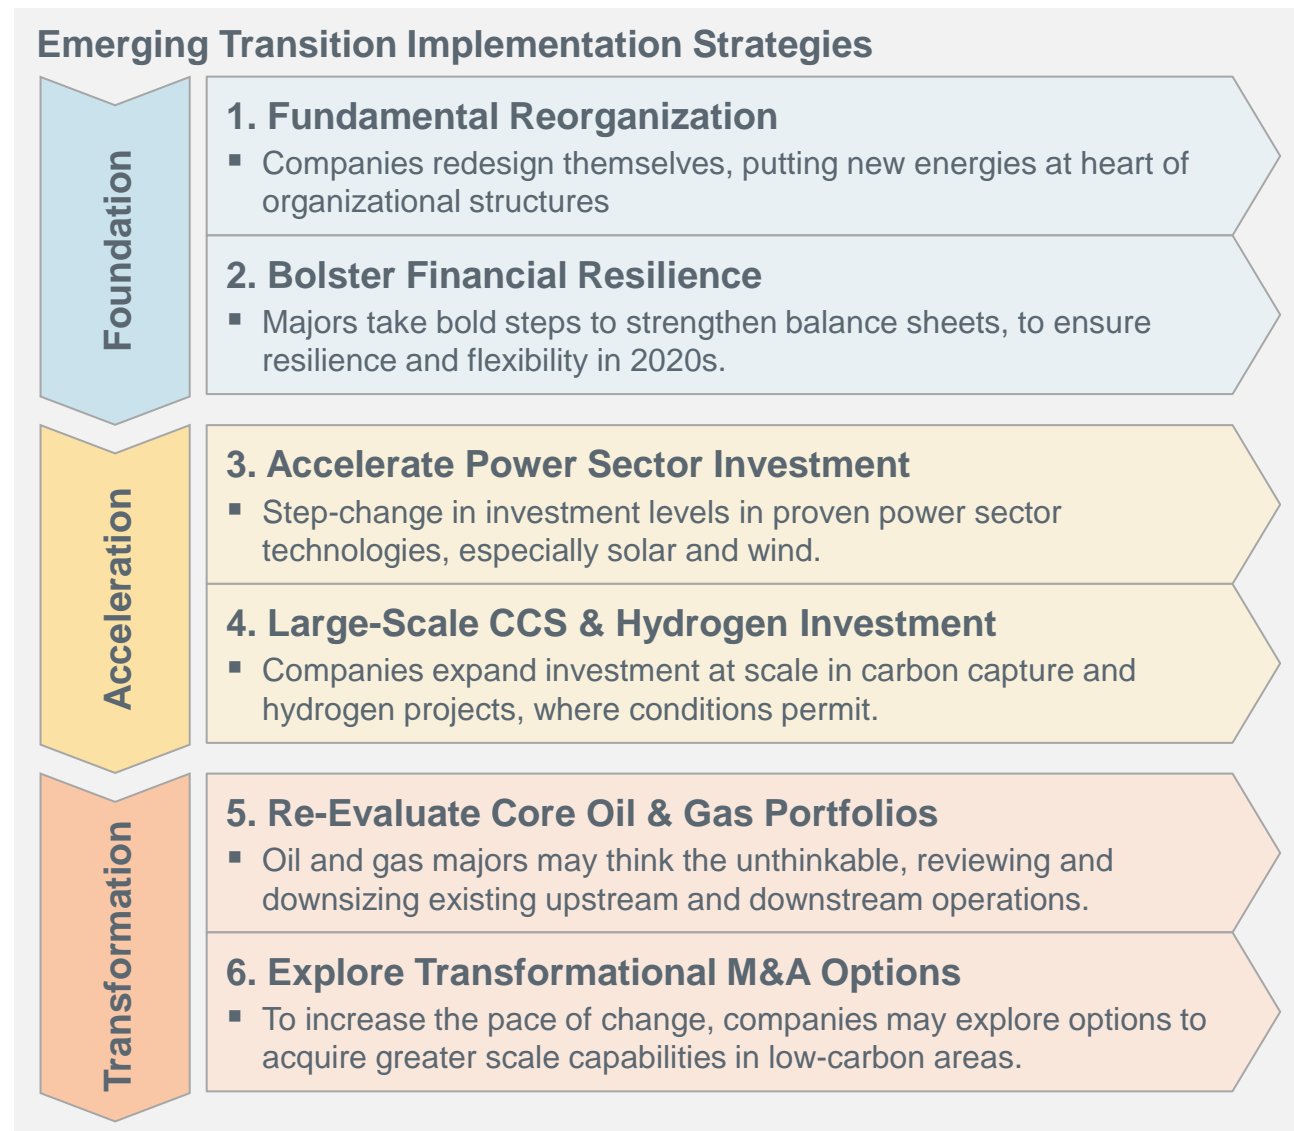 Emerging Transition Implementation Strategies
Foundation
1. Fundamental Reorganization
▪ Companies redesign themselves, putting new energies at heart of
organizational structures
2. Bolster Financial Resilience
▪ Majors take bold steps to strengthen balance sheets, to ensure
resilience and flexibility in 2020s.
Acceleration
3. Accelerate Power Sector Investment
▪ Step-change in investment levels in proven power sector
technologies, especially solar and wind.
4. Large-Scale CCS & Hydrogen Investment
▪ Companies expand investment at scale in carbon capture and
hydrogen projects, where conditions permit.
Transformation
5. Re-Evaluate Core Oil & Gas Portfolios
▪ Oil and gas majors may think the unthinkable, reviewing and
downsizing existing upstream and downstream operations.
6. Explore Transformational M&A Options
▪ To increase the pace of change, companies may explore options to
acquire greater scale capabilities in low-carbon areas.